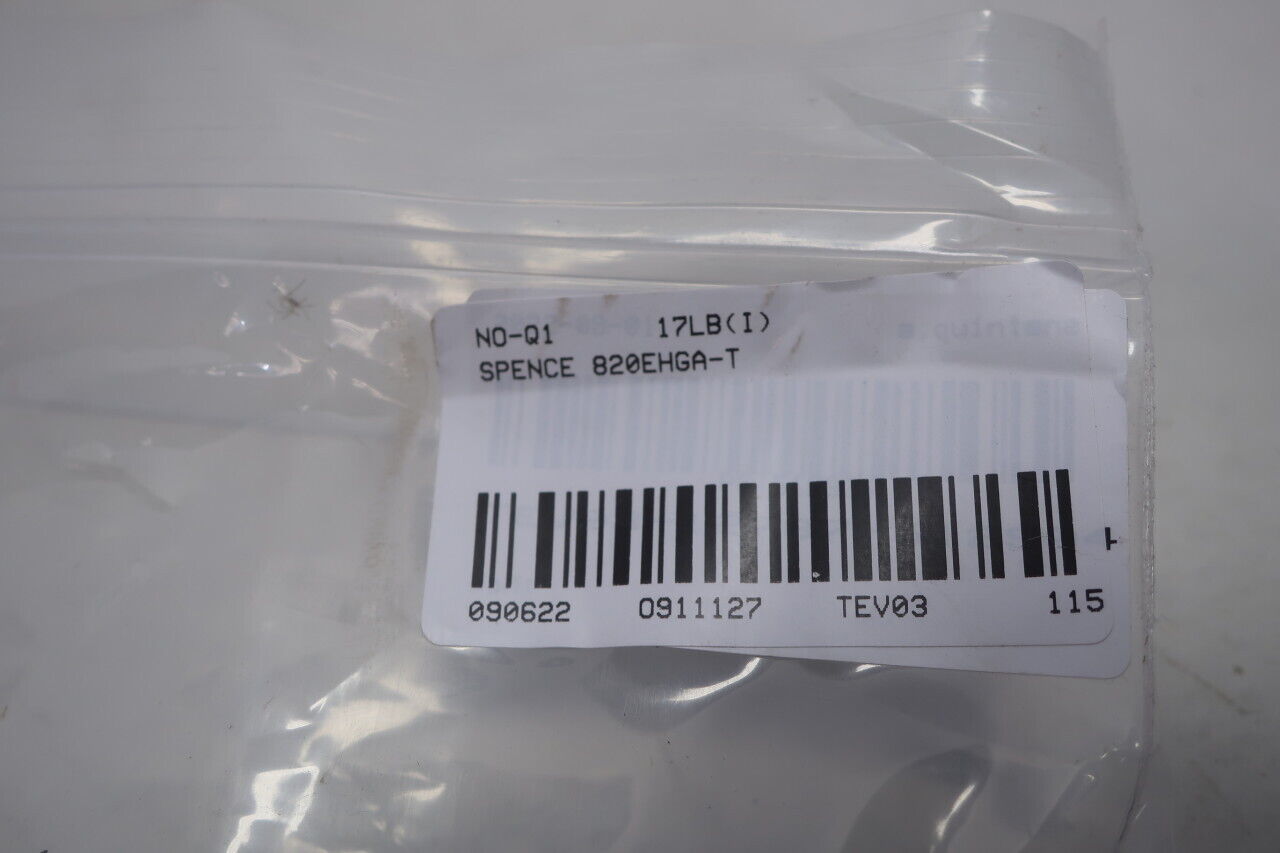 NO-Q1 17LB(I)
SPENCE 820EHGA-T
090622 0911127 TEV03 115